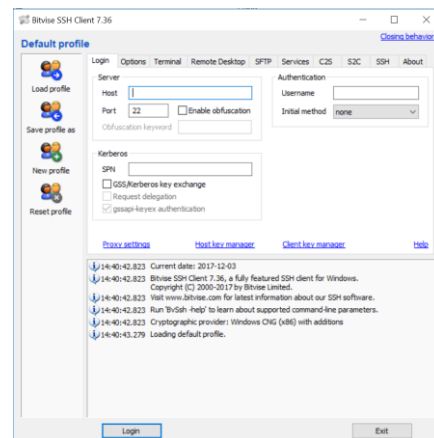 Bitvise SSH Client 7.36
Default profile
Closing behavior
Load profile
Save profile as
New profile
Reset profile
Login Options Terminal Remote Desktop SFTP Services C2S S2C SSH About
Server
Host
Port 22 Enable obfuscation
Obfuscation keyword
Authentication
Username
Initial method none
Kerberos
SPN
GSS/Kerberos key exchange
Request delegation
gssapi-keyex authentication
Proxy settings Host key manager Client key manager Help
14:40:42.823 Current date: 2017-12-03
14:40:42.823 Bitvise SSH Client 7.36, a fully featured SSH client for Windows.
Copyright (C) 2000-2017 by Bitvise Limited.
14:40:42.823 Visit www.bitvise.com for latest information about our SSH software.
14:40:42.823 Run 'BvSsh -help' to learn about supported command-line parameters.
14:40:42.823 Cryptographic provider: Windows CNG (x86) with additions
14:40:43.279 Loading default profile.
Login Exit